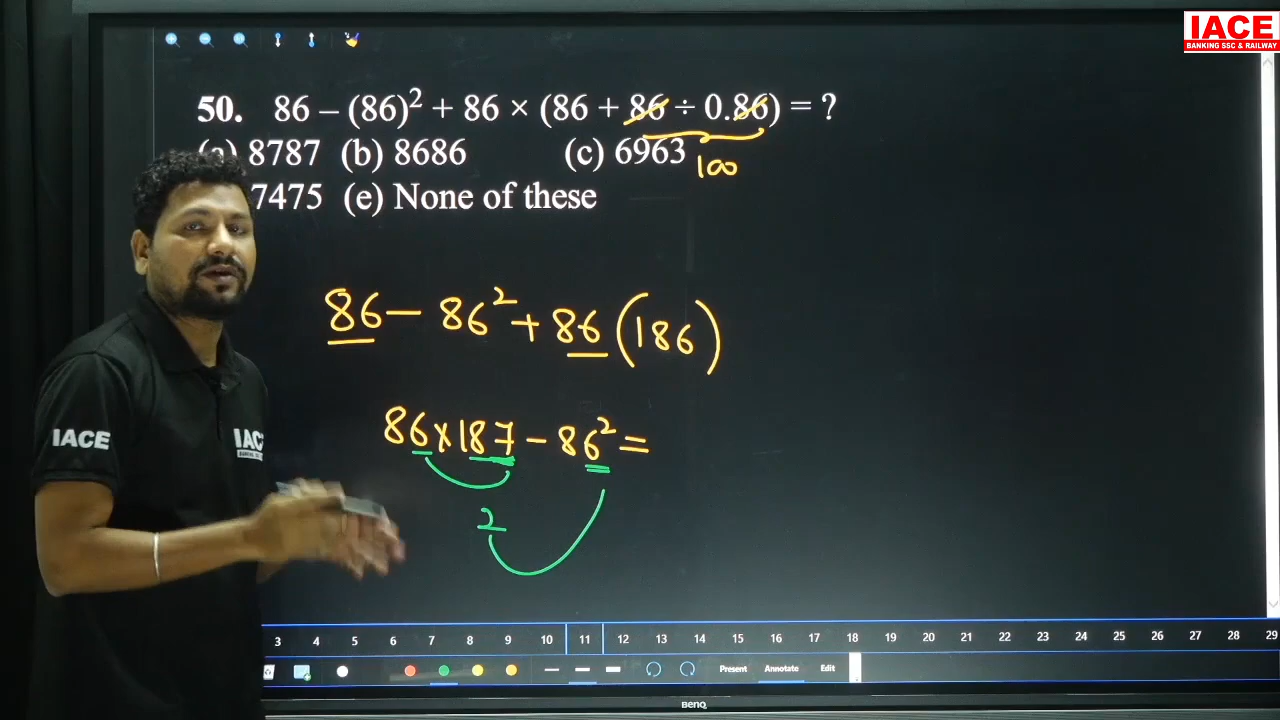 IACE
BANKING SSC & RAILWAY
50. 86 – (86)² + 86 × (86 + 86 ÷ 0.86) = ?
(a) 8787 (b) 8686 (c) 6963
100
7475 (e) None of these
86 – 86² + 86 (186)
86 × 187 – 86² =
2
IACE
IACE
3 4 5 6 7 8 9 10 11 12 13 14 15 16 17 18 19 20 21 22 23 24 25 26 27 28 29
Present Annotate Edit
BENQ